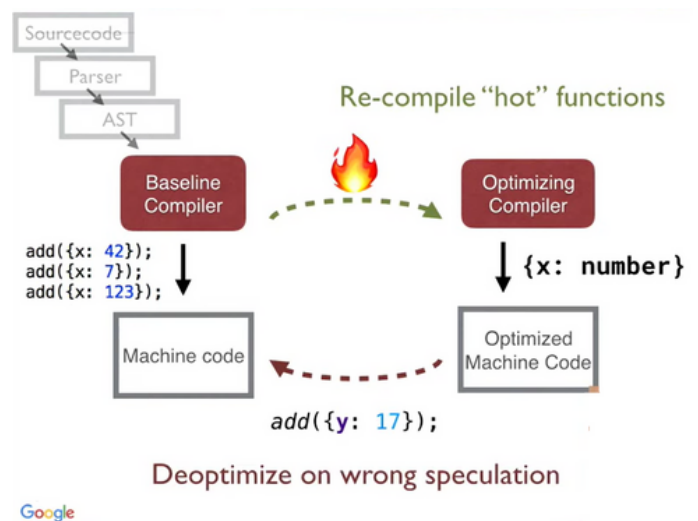 Sourcecode
Parser
AST
Re-compile “hot” functions
Baseline
Compiler
Optimizing
Compiler
add({x: 42});
add({x: 7});
add({x: 123});
{x: number}
Machine code
Optimized
Machine Code
add({y: 17});
Deoptimize on wrong speculation
Google